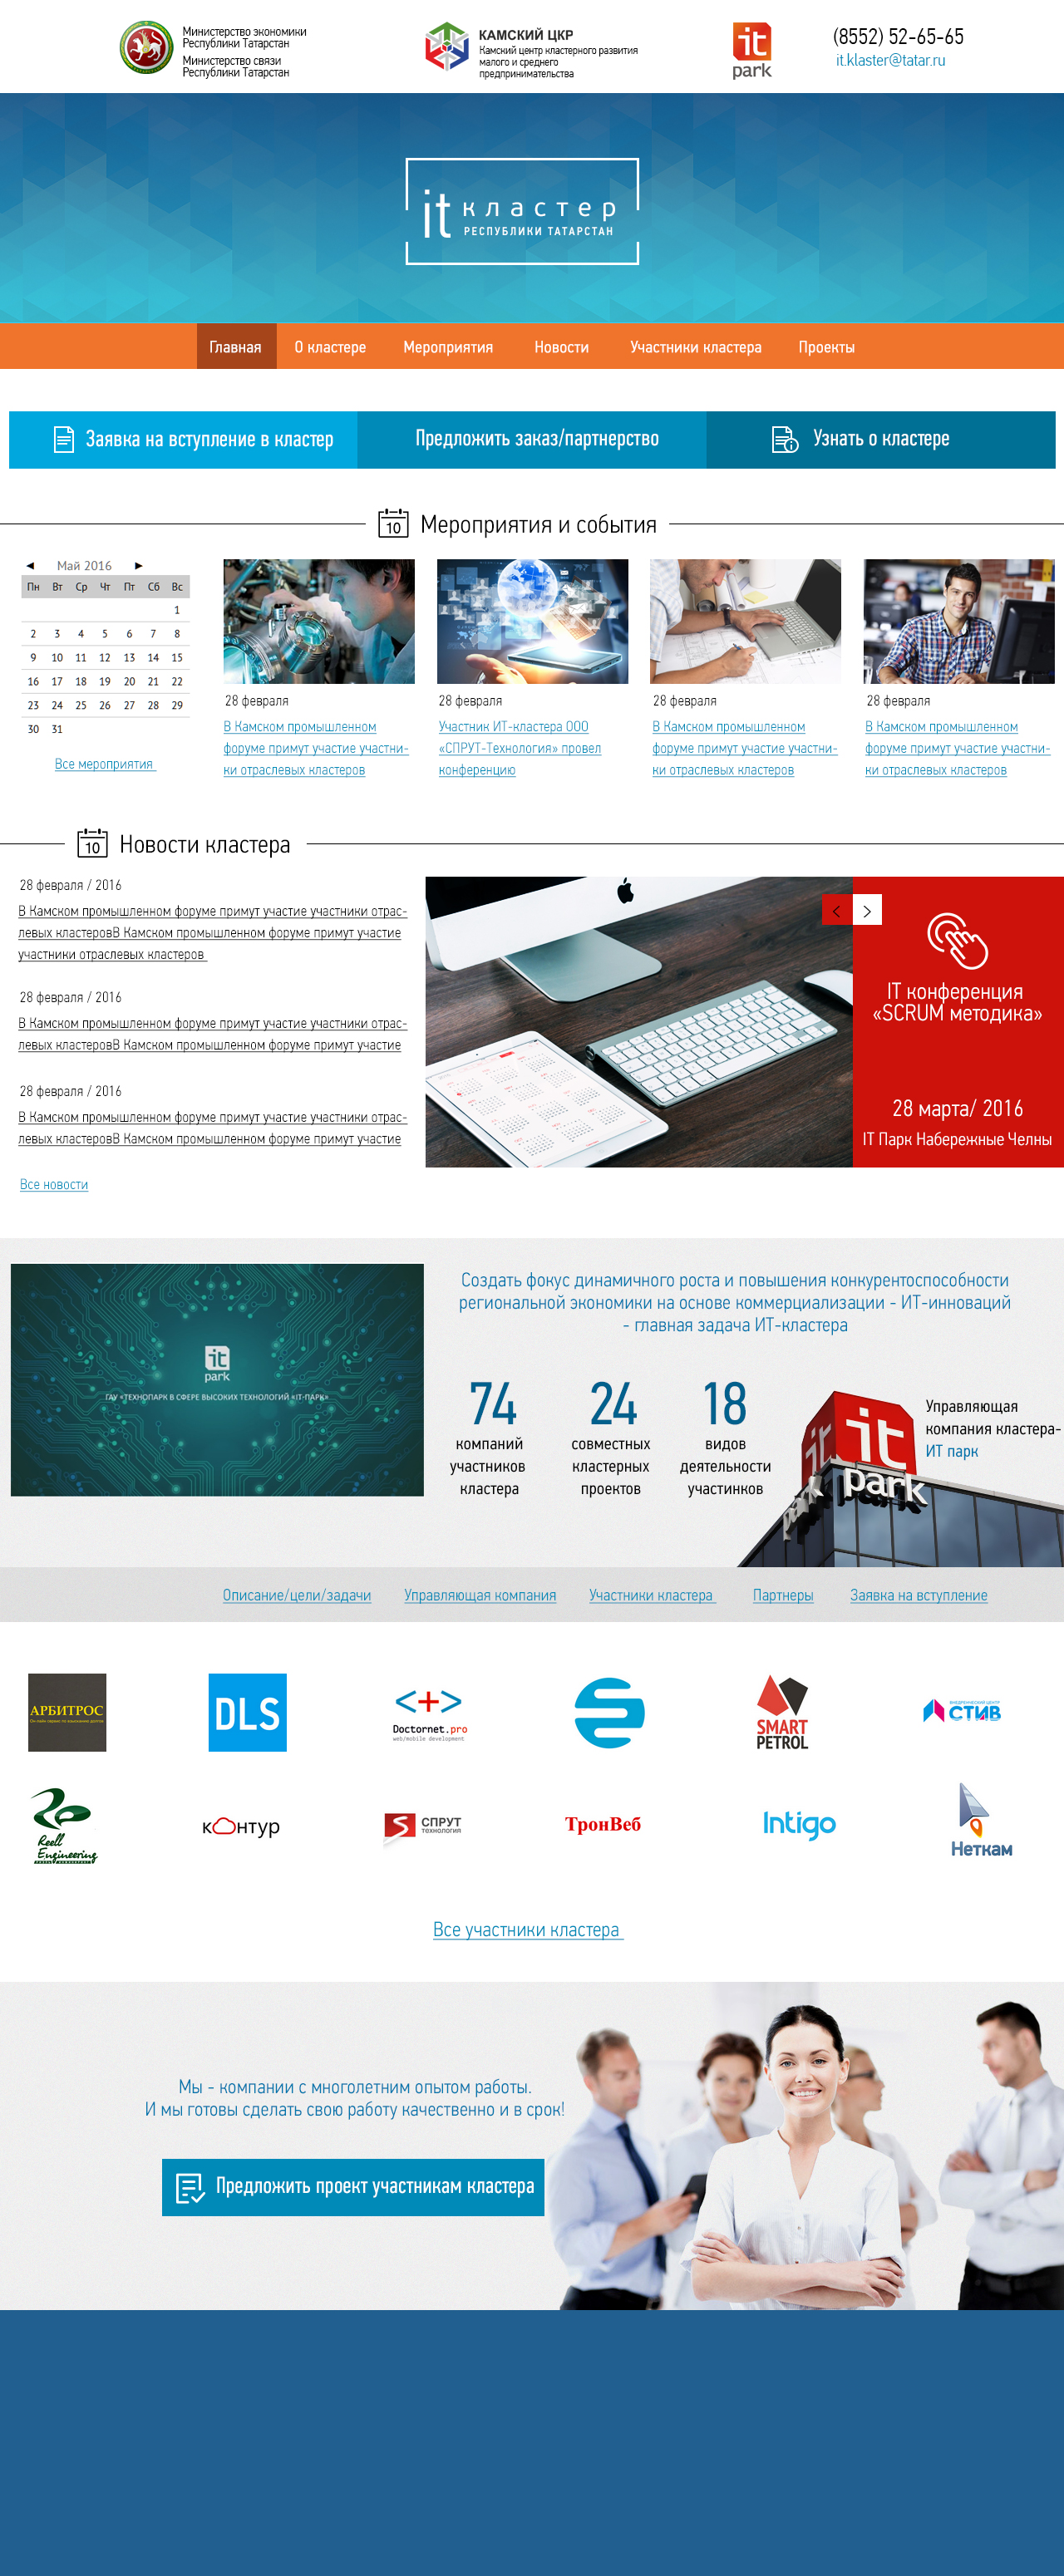 Министерство экономики
Республики Татарстан
Министерство связи
Республики Татарстан
КАМСКИЙ ЦКР
Камский центр кластерного развития
малого и среднего
предпринимательства
it
park
(8552) 52-65-65
it.klaster@tatar.ru
it кластер
РЕСПУБЛИКИ ТАТАРСТАН
Главная О кластере Мероприятия Новости Участники кластера Проекты
Заявка на вступление в кластер Предложить заказ/партнерство Узнать о кластере
10 Мероприятия и события
Май 2016
Пн Вт Ср Чт Пт Сб Вс
1
2 3 4 5 6 7 8
9 10 11 12 13 14 15
16 17 18 19 20 21 22
23 24 25 26 27 28 29
30 31
Все мероприятия
28 февраля
В Камском промышленном
форуме примут участие участни-
ки отраслевых кластеров
28 февраля
Участник ИТ-кластера ООО
«СПРУТ-Технология» провел
конференцию
28 февраля
В Камском промышленном
форуме примут участие участни-
ки отраслевых кластеров
28 февраля
В Камском промышленном
форуме примут участие участни-
ки отраслевых кластеров
10 Новости кластера
28 февраля / 2016
В Камском промышленном форуме примут участие участники отрас-
левых кластеровВ Камском промышленном форуме примут участие
участники отраслевых кластеров
28 февраля / 2016
В Камском промышленном форуме примут участие участники отрас-
левых кластеровВ Камском промышленном форуме примут участие
28 февраля / 2016
В Камском промышленном форуме примут участие участники отрас-
левых кластеровВ Камском промышленном форуме примут участие
Все новости
IT конференция
«SCRUM методика»
28 марта/ 2016
IT Парк Набережные Челны
it
park
ГАУ «ТЕХНОПАРК В СФЕРЕ ВЫСОКИХ ТЕХНОЛОГИЙ «IT-ПАРК»
Создать фокус динамичного роста и повышения конкурентоспособности
региональной экономики на основе коммерциализации - ИТ-инноваций
- главная задача ИТ-кластера
74
компаний
участников
кластера
24
совместных
кластерных
проектов
18
видов
деятельности
участинков
it
park
Управляющая
компания кластера-
ИТ парк
Описание/цели/задачи Управляющая компания Участники кластера Партнеры Заявка на вступление
АРБИТРОС
DLS
Doctornet.pro
web/mobile development
SMART
PETROL
ВНЕДРЕНЧЕСКИЙ ЦЕНТР
СТИВ
Reell
Engineering
контур
СПРУТ
технология
ТронВеб
Intigo
Неткам
Все участники кластера
Мы - компании с многолетним опытом работы.
И мы готовы сделать свою работу качественно и в срок!
Предложить проект участникам кластера